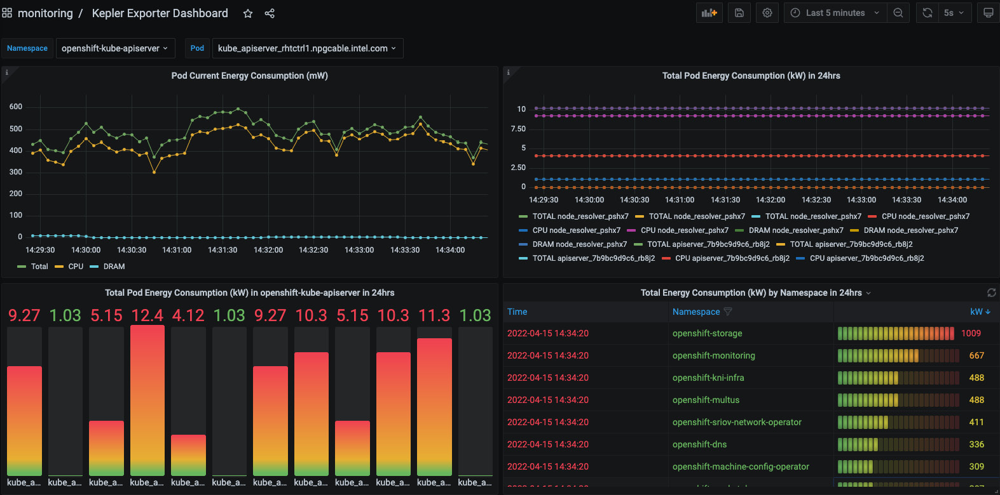 monitoring / Kepler Exporter Dashboard
Last 5 minutes
5s
Namespace openshift-kube-apiserver Pod kube_apiserver_rhtctrl1.npgcable.intel.com
Pod Current Energy Consumption (mW)
600
500
400
300
200
100
0
14:29:30 14:30:00 14:30:30 14:31:00 14:31:30 14:32:00 14:32:30 14:33:00 14:33:30 14:34:00
Total CPU DRAM
Total Pod Energy Consumption (kW) in 24hrs
10
7.50
5
2.50
0
14:29:30 14:30:00 14:30:30 14:31:00 14:31:30 14:32:00 14:32:30 14:33:00 14:33:30 14:34:00
TOTAL node_resolver_pshx7 TOTAL node_resolver_pshx7 TOTAL node_resolver_pshx7 CPU node_resolver_pshx7
CPU node_resolver_pshx7 CPU node_resolver_pshx7 DRAM node_resolver_pshx7 DRAM node_resolver_pshx7
DRAM node_resolver_pshx7 TOTAL apiserver_7b9bc9d9c6_rb8j2 TOTAL apiserver_7b9bc9d9c6_rb8j2
TOTAL apiserver_7b9bc9d9c6_rb8j2 CPU apiserver_7b9bc9d9c6_rb8j2 CPU apiserver_7b9bc9d9c6_rb8j2
Total Pod Energy Consumption (kW) in openshift-kube-apiserver in 24hrs
9.27 1.03 5.15 12.4 4.12 1.03 9.27 10.3 5.15 10.3 11.3 1.03
kube_a... kube_a... kube_a... kube_a... kube_a... kube_a... kube_a... kube_a... kube_a... kube_a... kube_a... kube_a...
Total Energy Consumption (kW) by Namespace in 24hrs
Time Namespace kW
2022-04-15 14:34:20 openshift-storage 1009
2022-04-15 14:34:20 openshift-monitoring 667
2022-04-15 14:34:20 openshift-kni-infra 488
2022-04-15 14:34:20 openshift-multus 488
2022-04-15 14:34:20 openshift-sriov-network-operator 411
2022-04-15 14:34:20 openshift-dns 336
2022-04-15 14:34:20 openshift-machine-config-operator 309